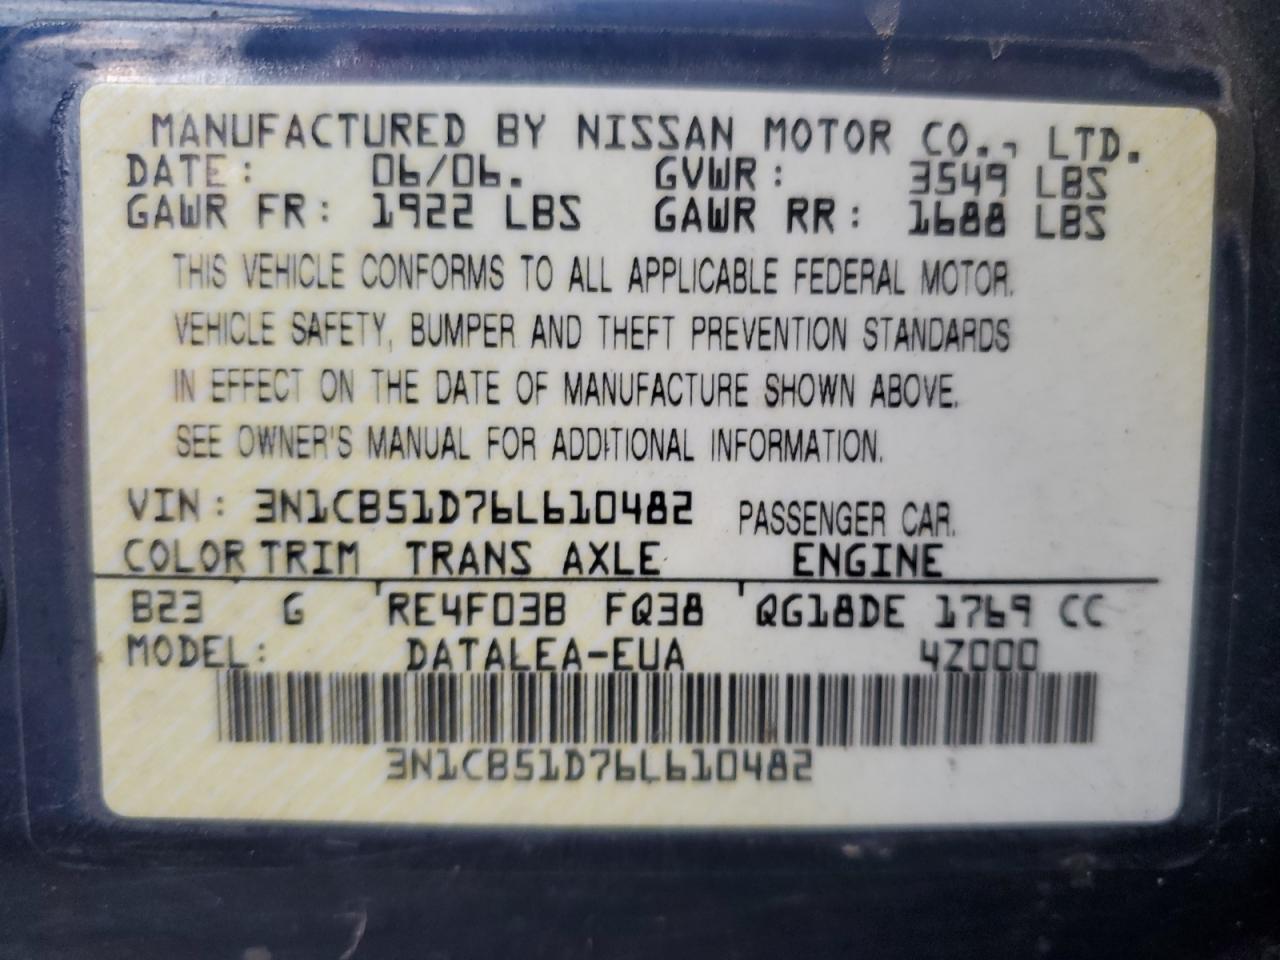 MANUFACTURED BY NISSAN MOTOR CO., LTD.
DATE: 06/06. GVWR: 3549 LBS
GAWR FR: 1922 LBS GAWR RR: 1688 LBS
THIS VEHICLE CONFORMS TO ALL APPLICABLE FEDERAL MOTOR.
VEHICLE SAFETY, BUMPER AND THEFT PREVENTION STANDARDS
IN EFFECT ON THE DATE OF MANUFACTURE SHOWN ABOVE.
SEE OWNER'S MANUAL FOR ADDITIONAL INFORMATION.
VIN: 3N1CB51D76L610482 PASSENGER CAR.
COLOR TRIM TRANS AXLE ENGINE
B23 G RE4F03B FQ38 QG18DE 1769 CC
MODEL: DATALEA-EUA 4Z000
3N1CB51D76L610482